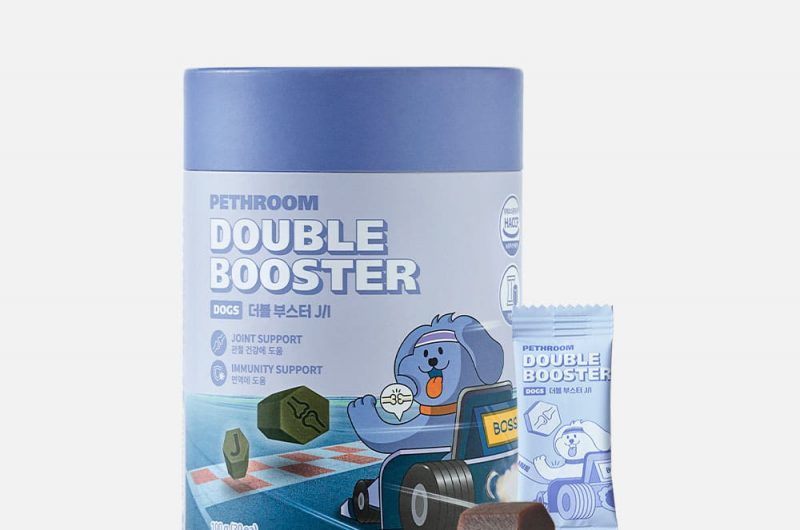 PETHROOM
DOUBLE
BOOSTER
DOGS 더블 부스터 J/I
JOINT SUPPORT
관절 건강에 도움
IMMUNITY SUPPORT
면역에 도움
HACCP
J
BOSS
PETHROOM
DOUBLE
BOOSTER
DOGS 더블 부스터 J/I